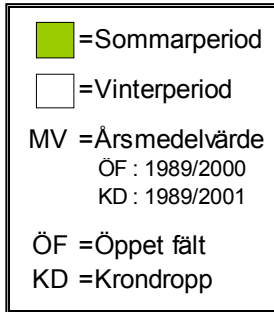 =Sommarperiod
=Vinterperiod
MV =Årsmedelvärde
ÖF : 1989/2000
KD : 1989/2001
ÖF =Öppet fält
KD =Krondropp